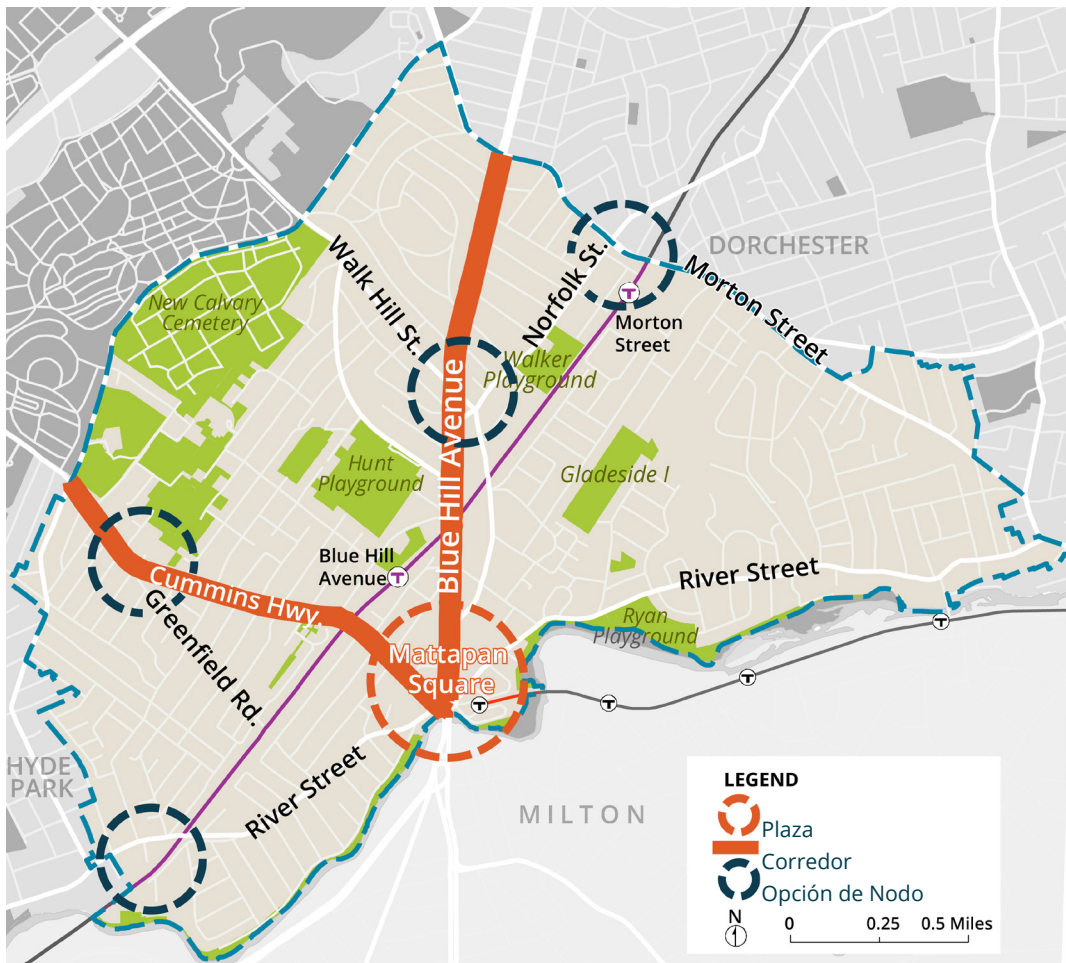 DORCHESTER
Walk Hill St.
Norfolk St.
Morton Street
New Calvary
Cemetery
T
Morton
Street
Walker
Playground
Blue Hill Avenue
Hunt
Playground
Gladeside I
Blue Hill
Avenue
T
Cummins Hwy.
River Street
Greenfield Rd.
Ryan
Playground
Mattapan
Square
T
T
T
T
HYDE
PARK
River Street
MILTON
LEGEND
Plaza
Corredor
Opción de Nodo
N
0 0.25 0.5 Miles